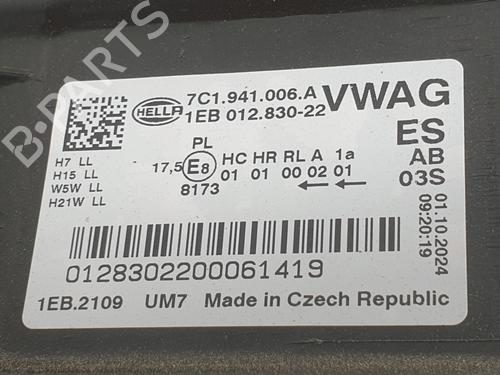 B-PARTS
HELLA
7C1.941.006.A
1EB 012.830-22
VWAG
ES
AB
03S
H7 LL
H15 LL
W5W LL
H21W LL
PL
17,5 E8 HC HR RL A 1a
01 01 00 02 01
8173
01.10.2024
09:20:19
0128302200061419
1EB.2109 UM7 Made in Czech Republic